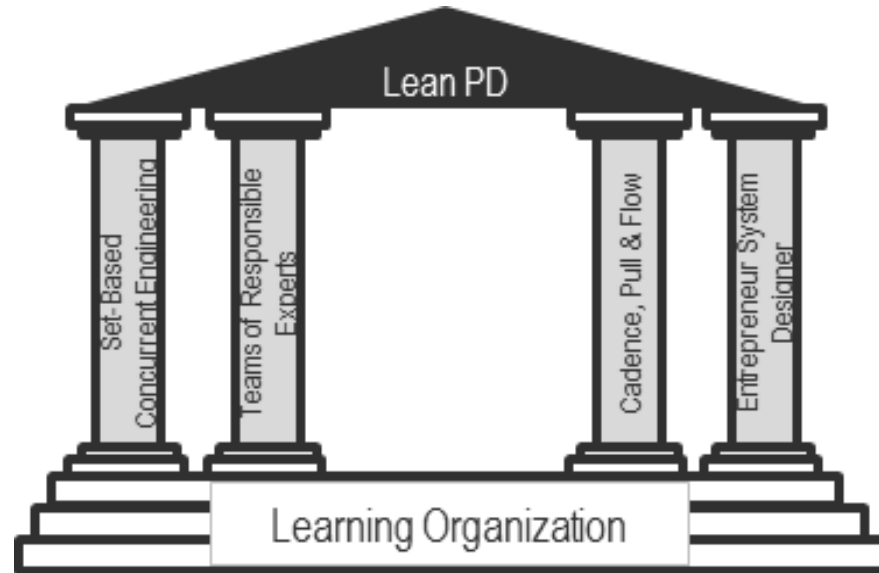 Lean PD
Set-Based
Concurrent Engineering
Teams of Responsible
Experts
Cadence, Pull & Flow
Entrepreneur System
Designer
Learning Organization